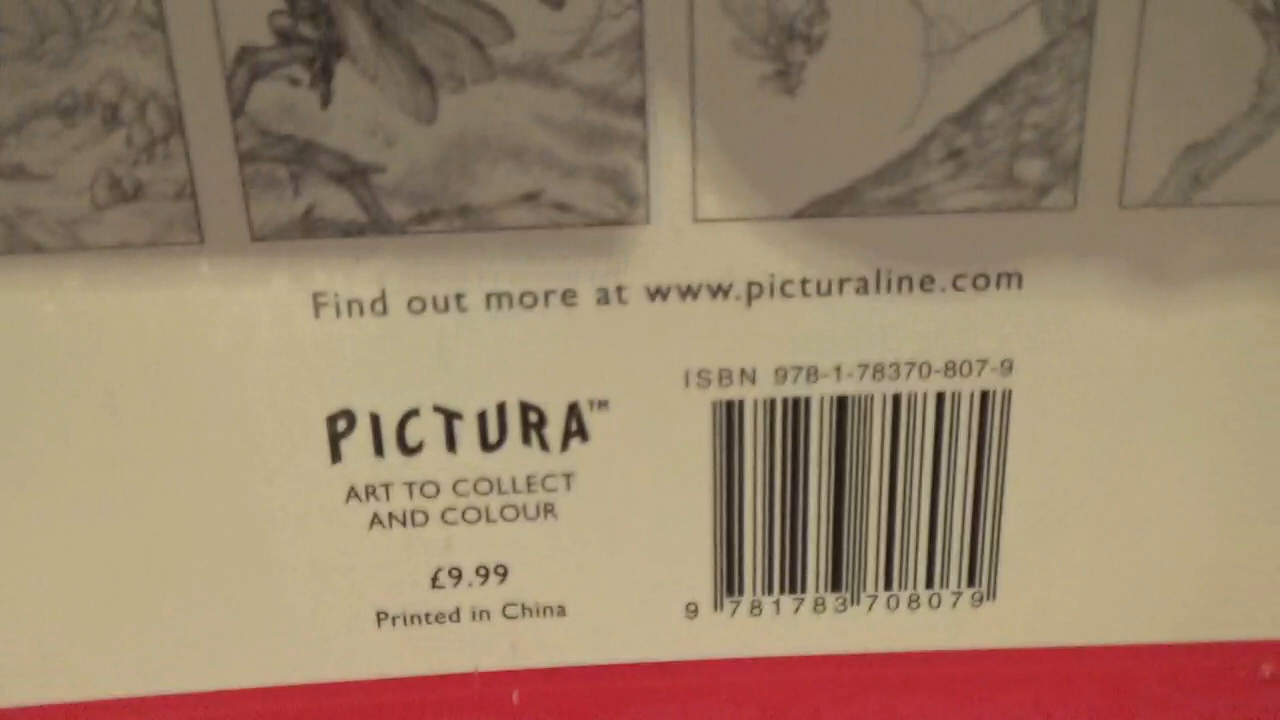 Find out more at www.picturaline.com
ISBN 978-1-78370-807-9
PICTURA™
ART TO COLLECT
AND COLOUR
£9.99
Printed in China
9 781783 708079